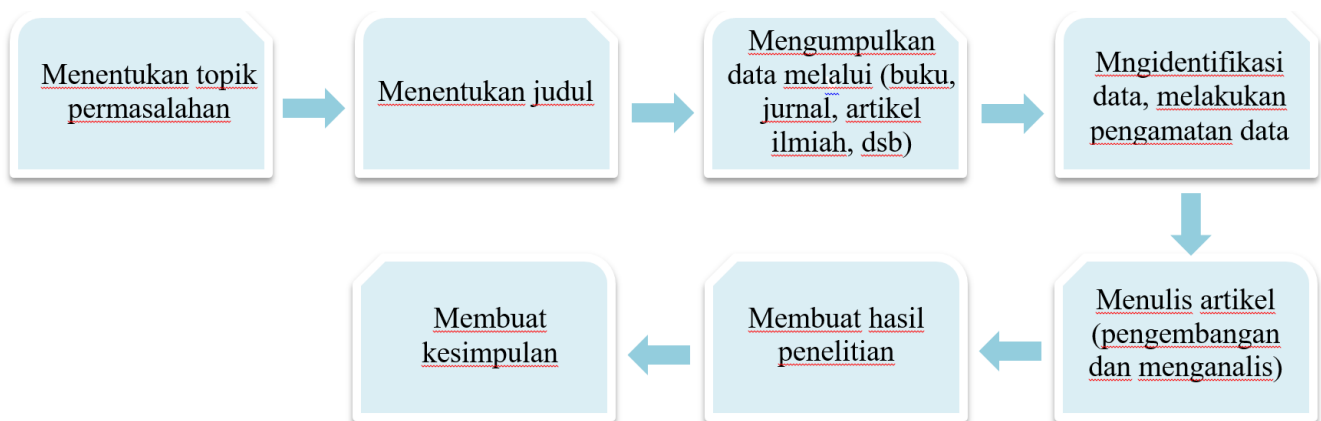 Menentukan topik
permasalahan
Menentukan judul
Mengumpulkan
data melalui (buku,
jurnal, artikel
ilmiah, dsb)
Mngidentifikasi
data, melakukan
pengamatan data
Menulis artikel
(pengembangan
dan menganalis)
Membuat hasil
penelitian
Membuat
kesimpulan